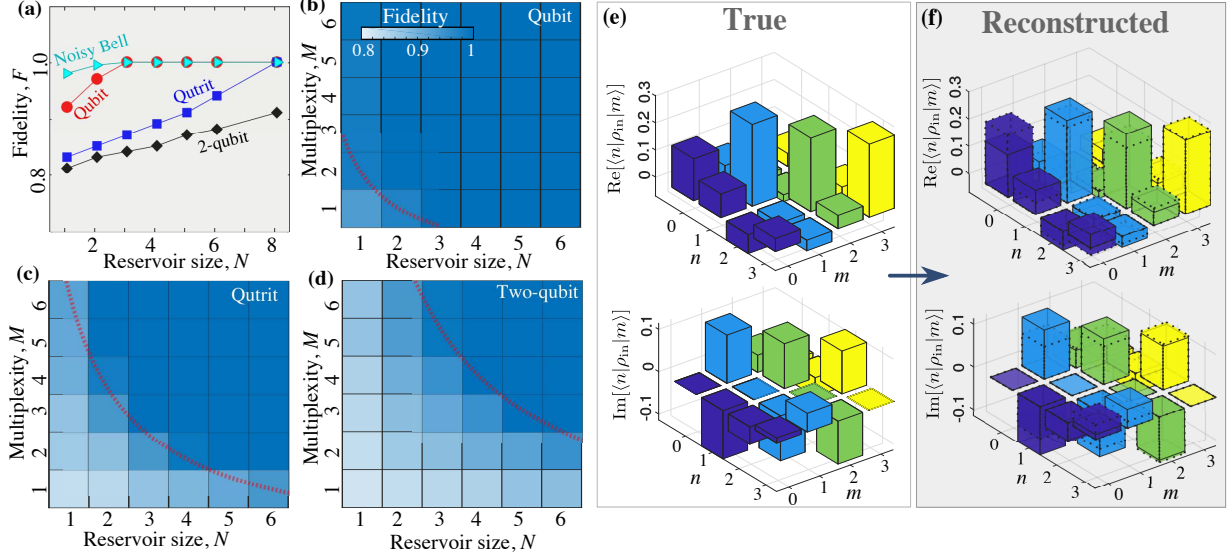 (a)
Fidelity, F
1.0
0.8
Noisy Bell
Qubit
Qutrit
2-qubit
2 4 6 8
Reservoir size, N
(b)
Fidelity
0.8 0.9 1
Qubit
Multiplexity, M
6
5
4
3
2
1
1 2 3 4 5 6
Reservoir size, N
(c)
Qutrit
Multiplexity, M
6
5
4
3
2
1
1 2 3 4 5 6
Reservoir size, N
(d)
Two-qubit
Multiplexity, M
6
5
4
3
2
1
1 2 3 4 5 6
Reservoir size, N
(e)
True
Re[⟨n|ρin|m⟩]
0.3
0.2
0.1
0
0 1 2 3
n
0 1 2 3
m
Im[⟨n|ρin|m⟩]
0.1
0
-0.1
0 1 2 3
n
0 1 2 3
m
(f)
Reconstructed
Re[⟨n|ρin|m⟩]
0.3
0.2
0.1
0
0 1 2 3
n
0 1 2 3
m
Im[⟨n|ρin|m⟩]
0.1
0
-0.1
0 1 2 3
n
0 1 2 3
m